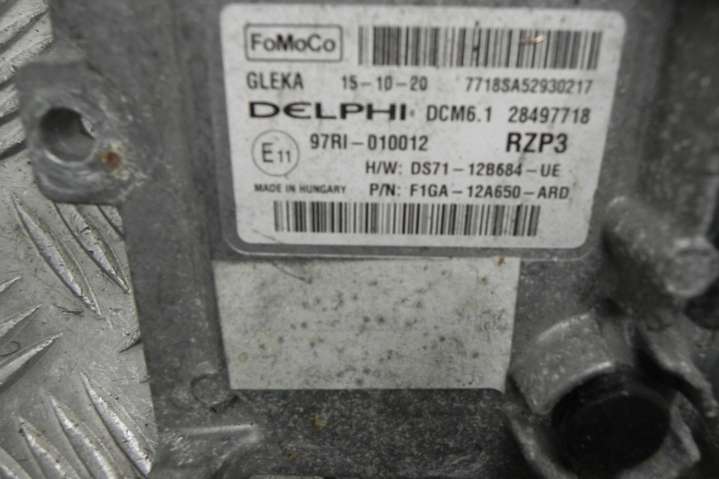 FoMoCo
GLEKA 15-10-20 7718SA52930217
DELPHI DCM6.1 28497718
E11 97RI-010012 RZP3
H/W: DS71-12B684-UE
MADE IN HUNGARY P/N: F1GA-12A650-ARD